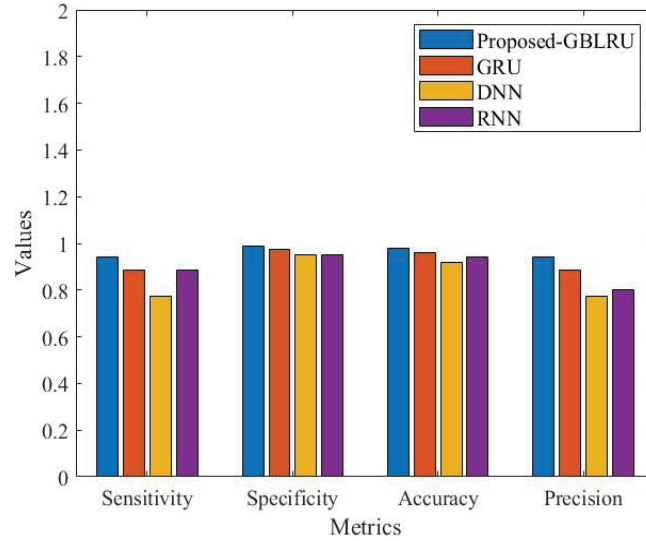 2
1.8
1.6
1.4
1.2
1
0.8
0.6
0.4
0.2
0
Values
Proposed-GBLRU
GRU
DNN
RNN
Sensitivity Specificity Accuracy Precision
Metrics